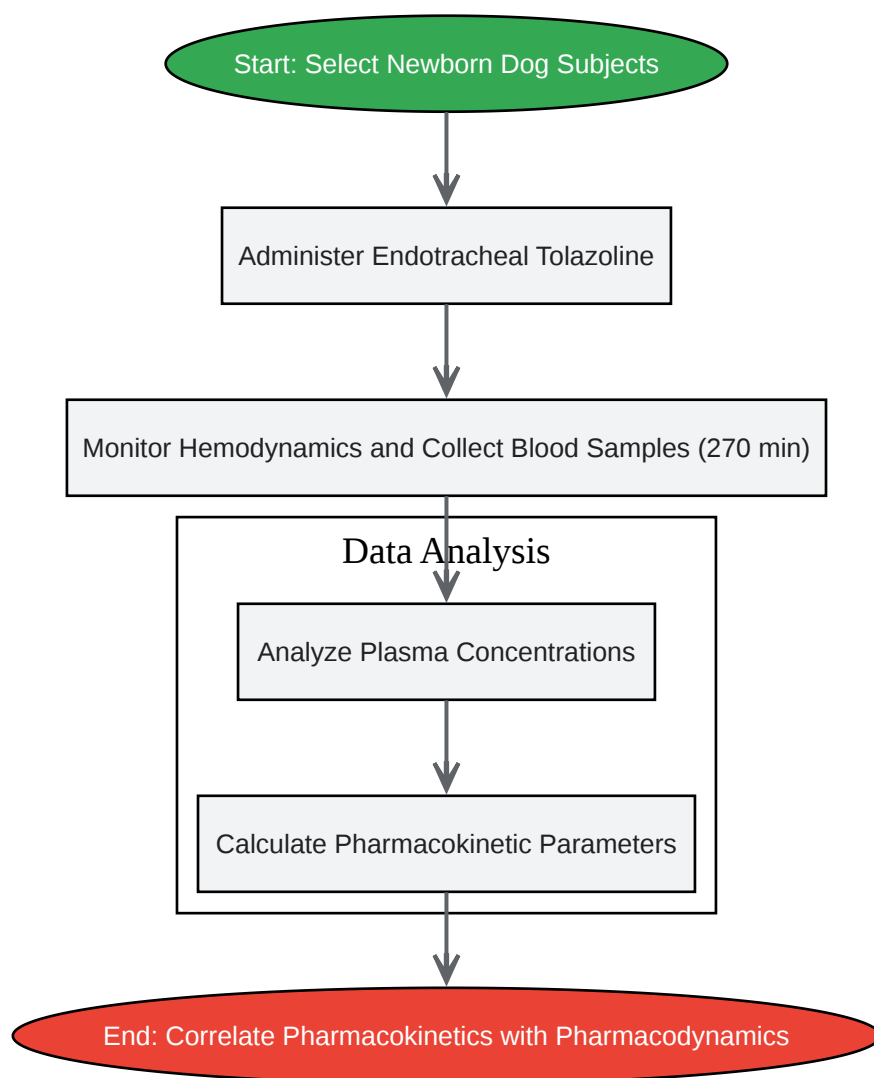 Start: Select Newborn Dog Subjects
Administer Endotracheal Tolazoline
Monitor Hemodynamics and Collect Blood Samples (270 min)
Data Analysis
Analyze Plasma Concentrations
Calculate Pharmacokinetic Parameters
End: Correlate Pharmacokinetics with Pharmacodynamics